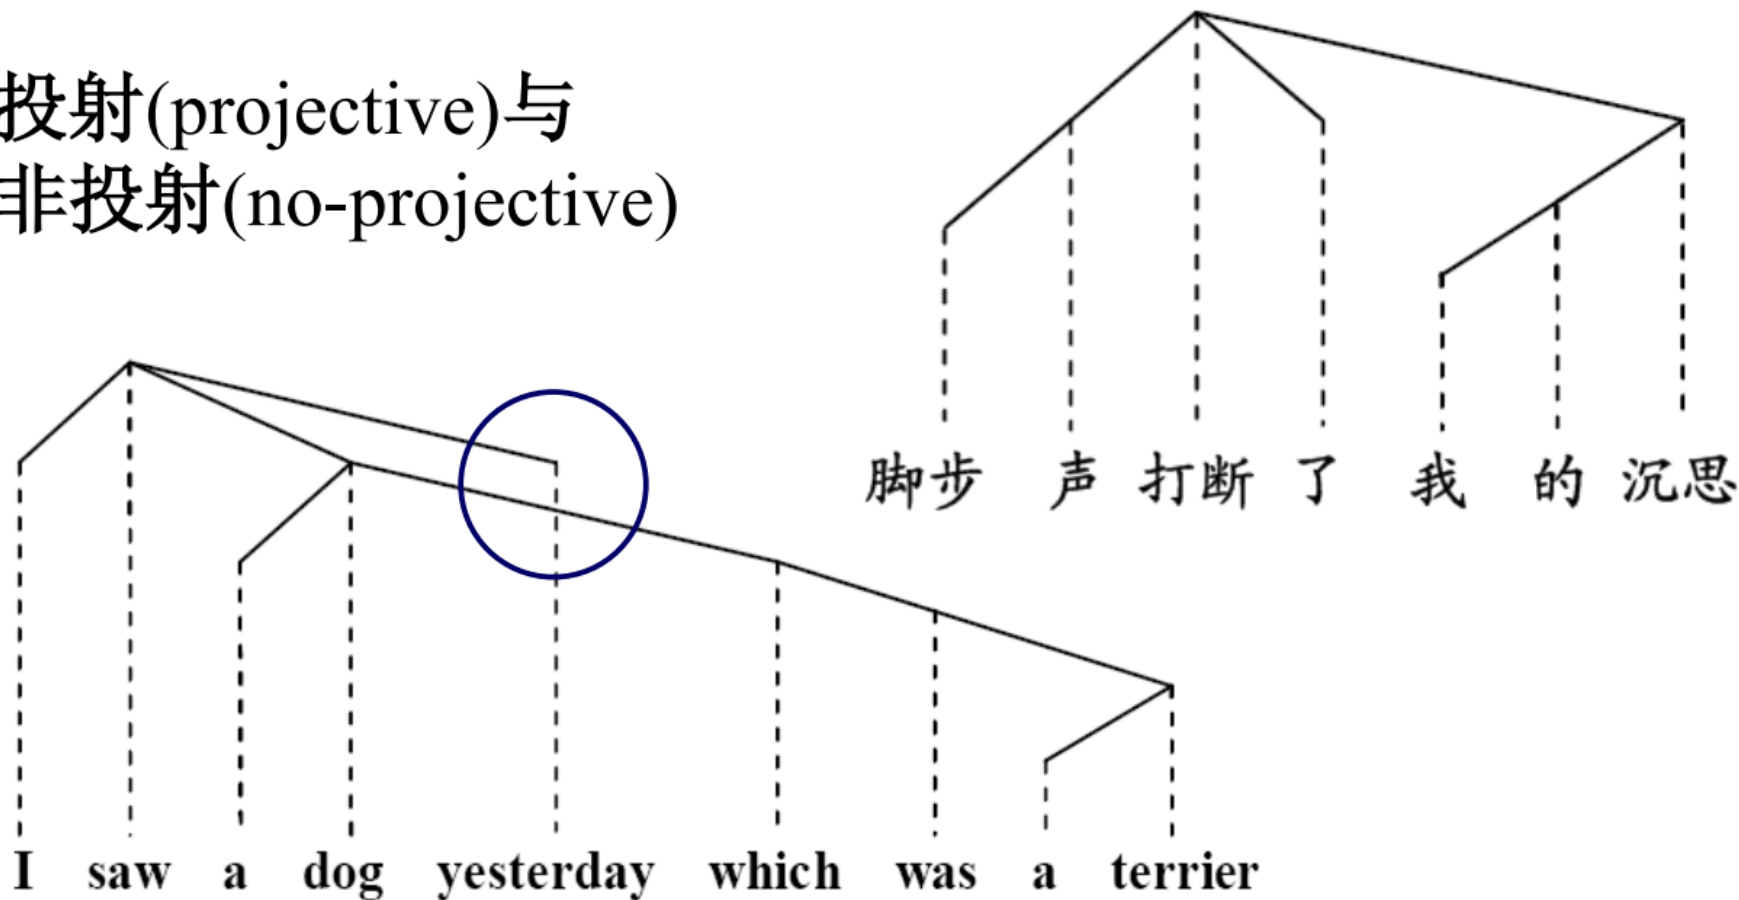 投射(projective)与
非投射(no-projective)
脚步 声 打断 了 我 的 沉思
I saw a dog yesterday which was a terrier